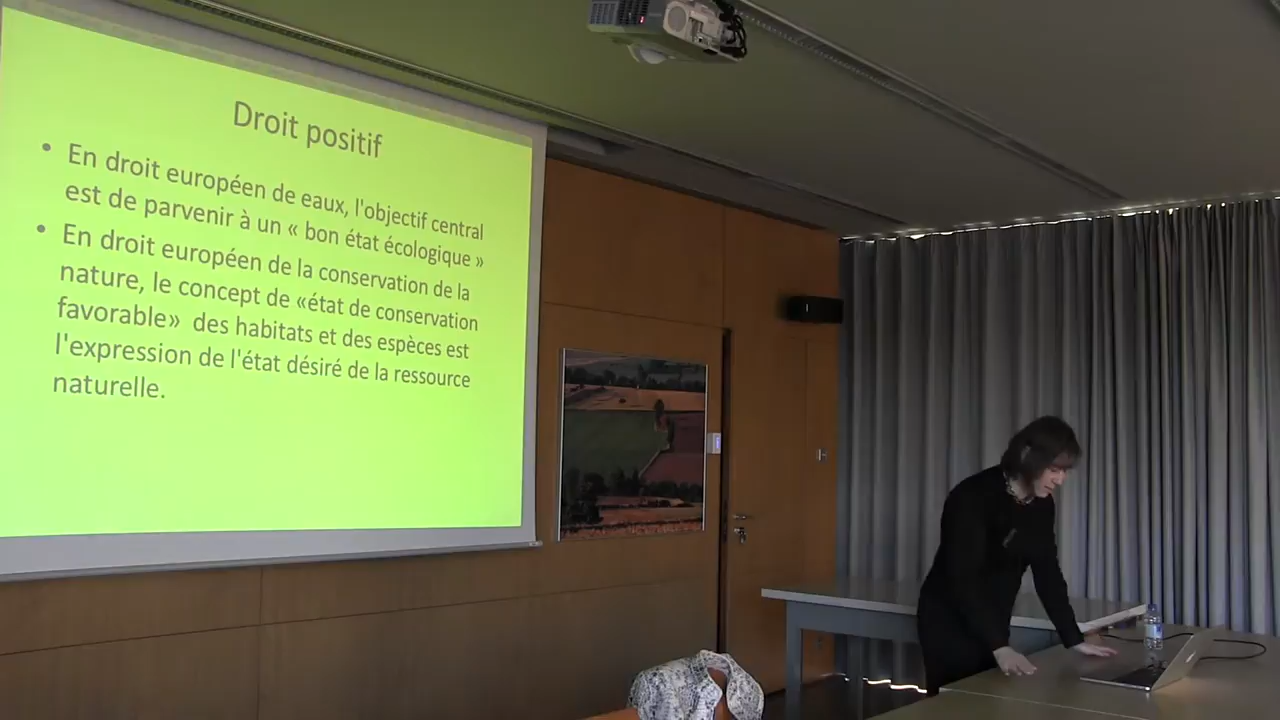 Droit positif
• En droit européen de eaux, l'objectif central
est de parvenir à un « bon état écologique »
• En droit européen de la conservation de la
nature, le concept de «état de conservation
favorable» des habitats et des espèces est
l'expression de l'état désiré de la ressource
naturelle.